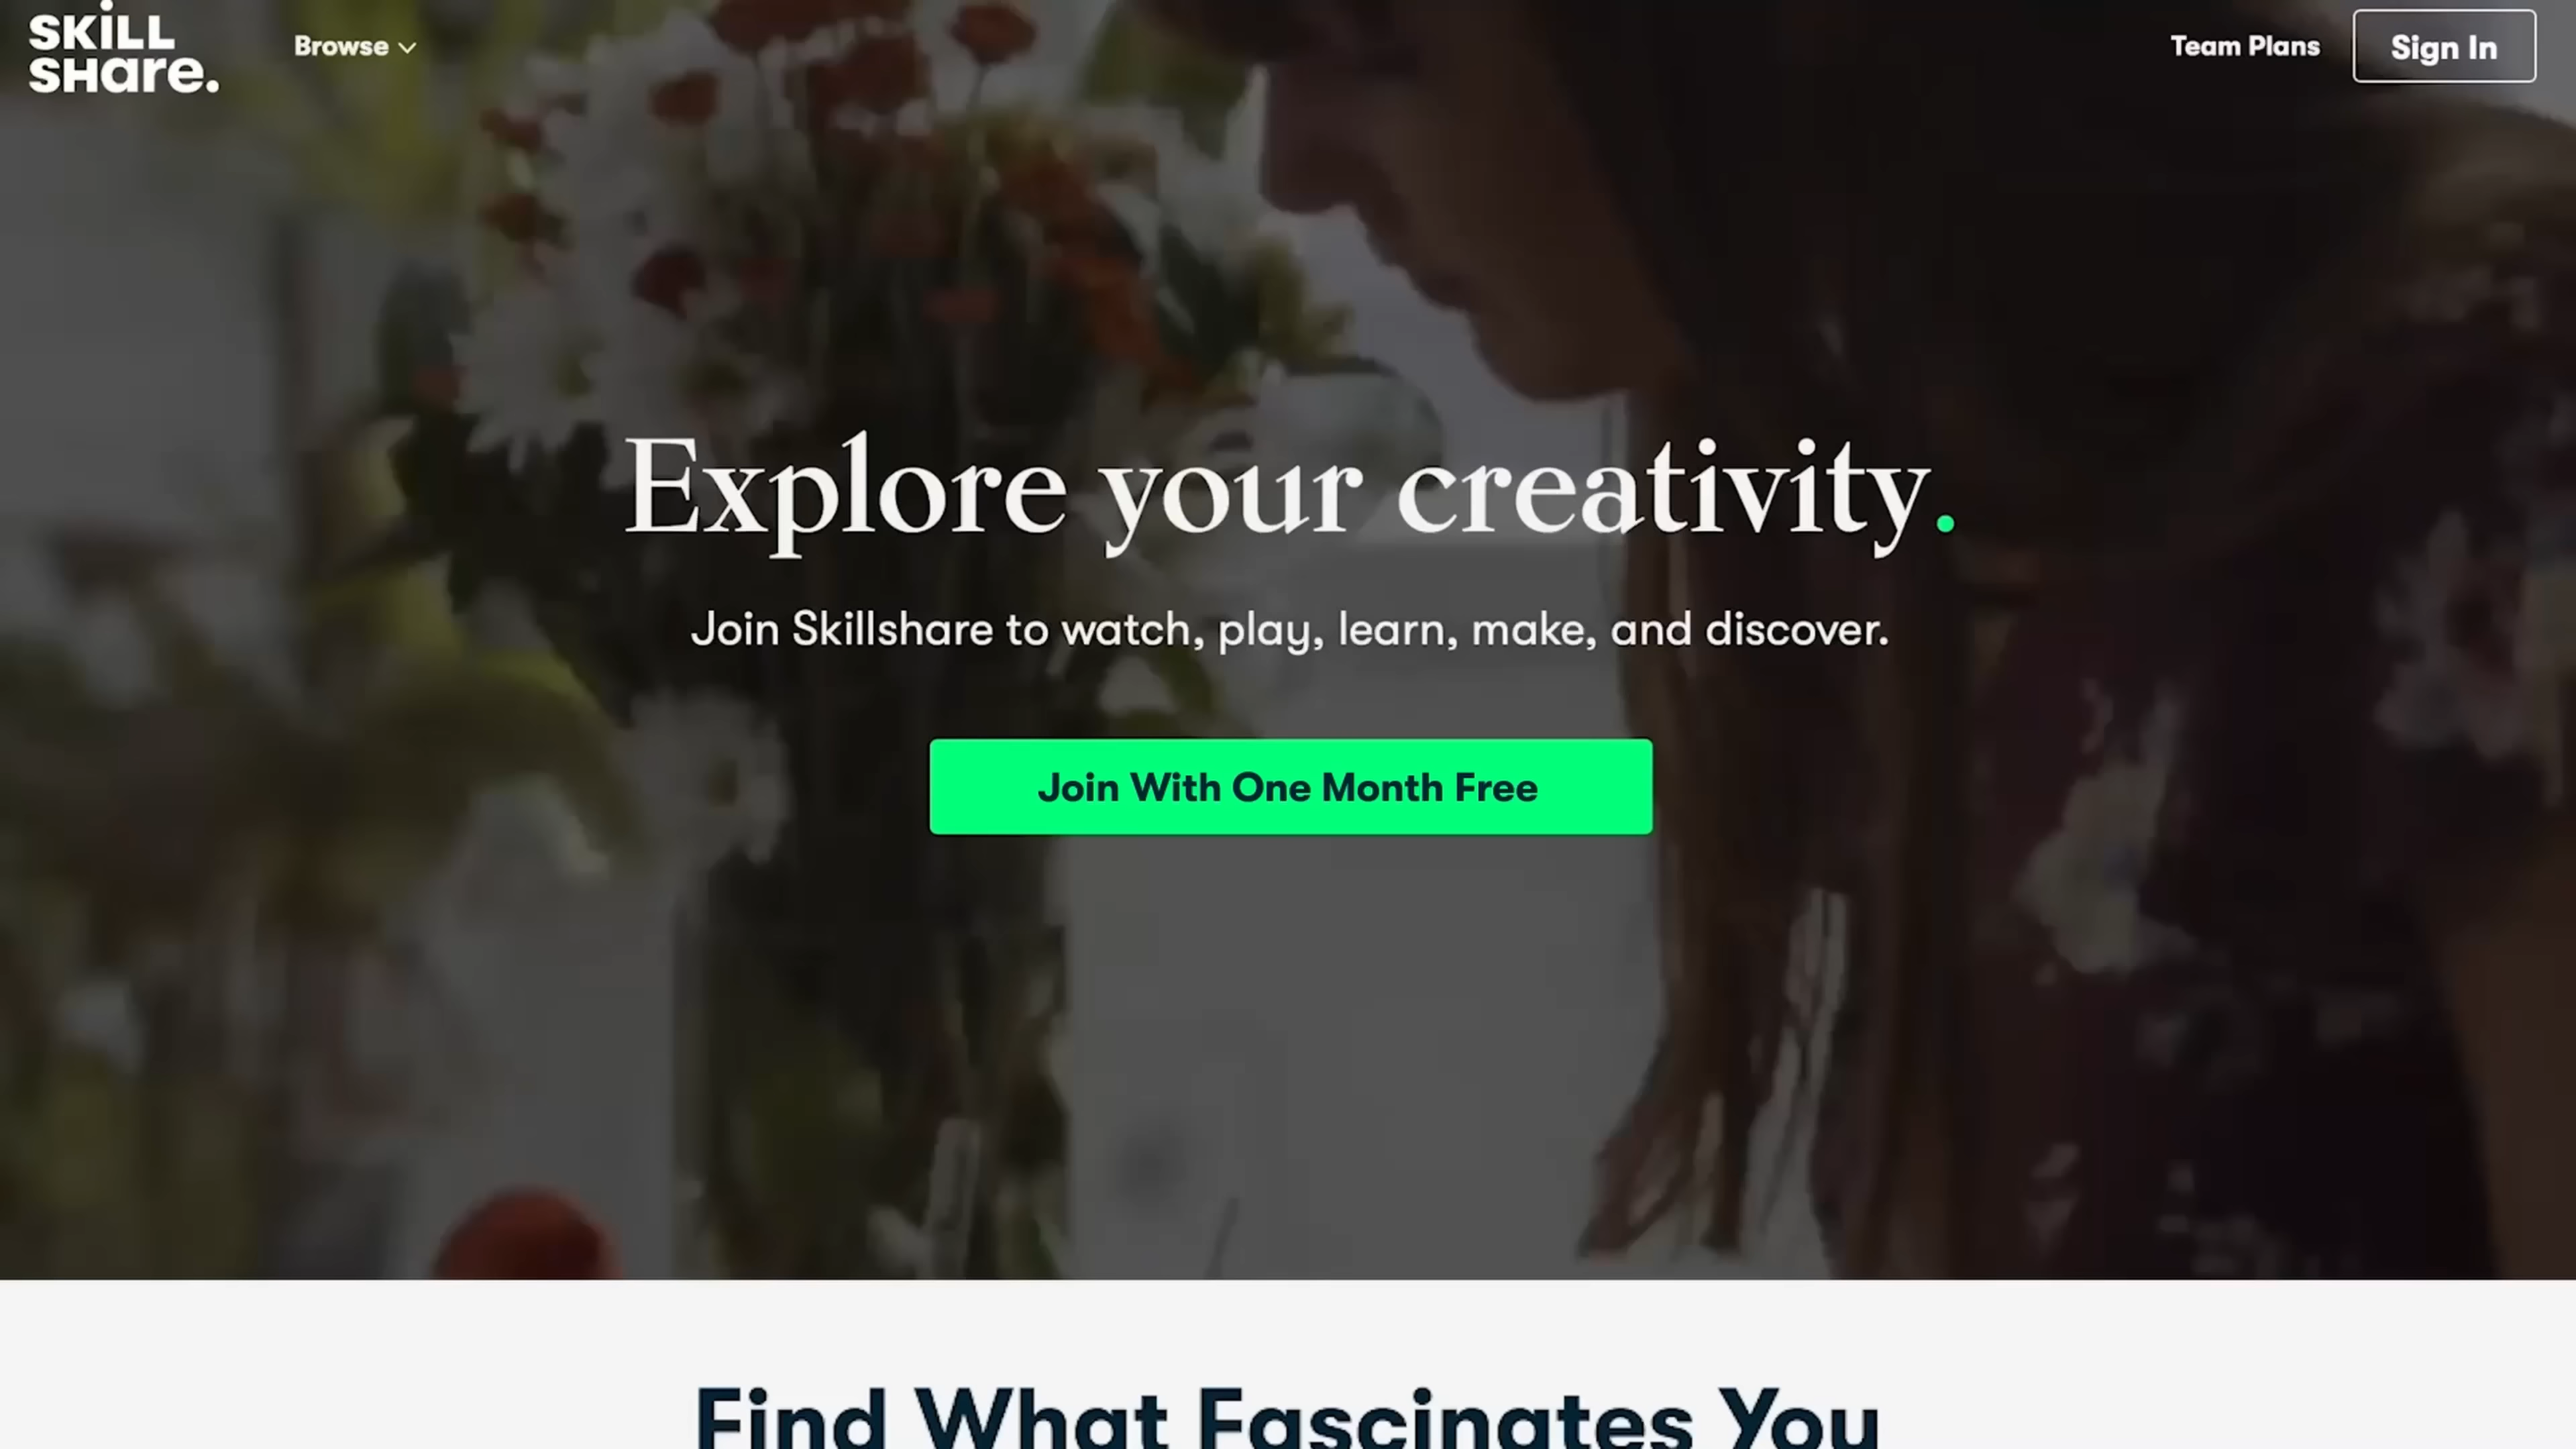 SKILL
SHare.
Browse
Team Plans
Sign In
Explore your creativity.
Join Skillshare to watch, play, learn, make, and discover.
Join With One Month Free
Find What Fascinates You